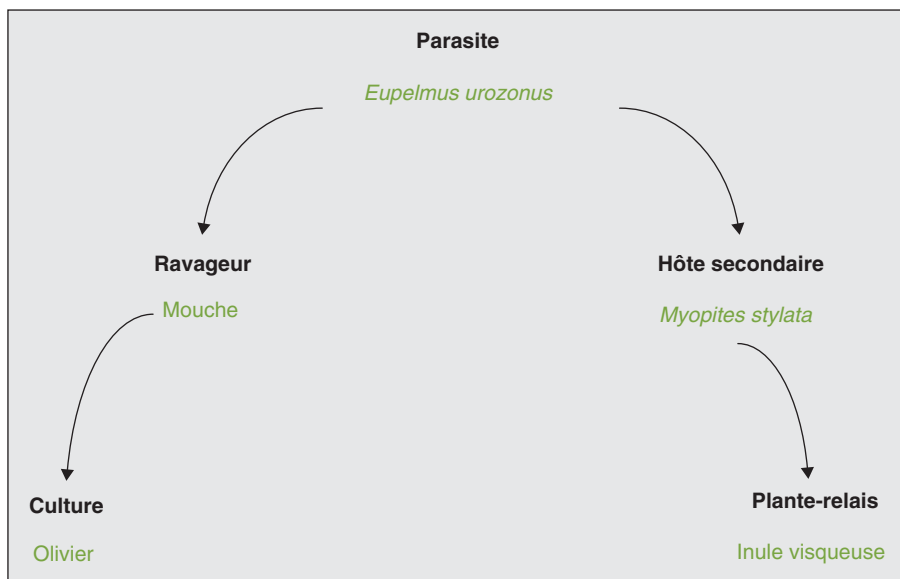 Parasite
Eupelmus urozonus
Ravageur
Mouche
Hôte secondaire
Myopites stylata
Culture
Olivier
Plante-relais
Inule visqueuse